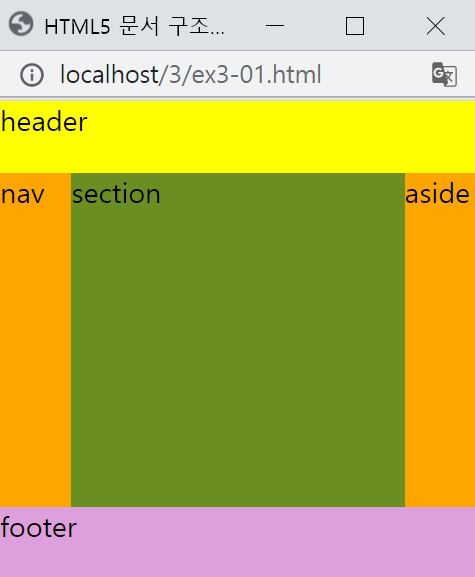 HTML5 문서 구조...
localhost/3/ex3-01.html
header
nav section aside
footer